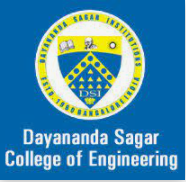 DAYANANDA SAGAR INSTITUTIONS
DSI
Dayananda Sagar
College of Engineering